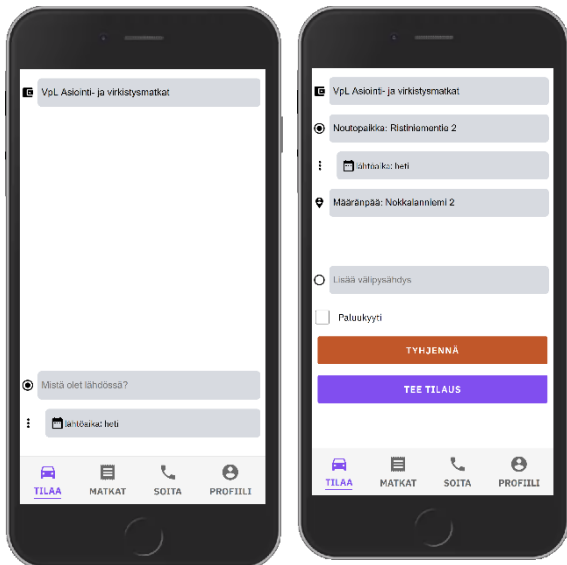 VpL Asiointi- ja virkistysmatkat
Mistä olet lähdössä?
lähtöaika: heti
TILAA
MATKAT
SOITA
PROFIILI
VpL Asiointi- ja virkistysmatkat
Noutopaikka: Ristiniementie 2
lähtöaika: heti
Määränpää: Nokkalanniemi 2
Lisää välipysähdys
Paluukyyti
TYHJENNÄ
TEE TILAUS
TILAA
MATKAT
SOITA
PROFIILI